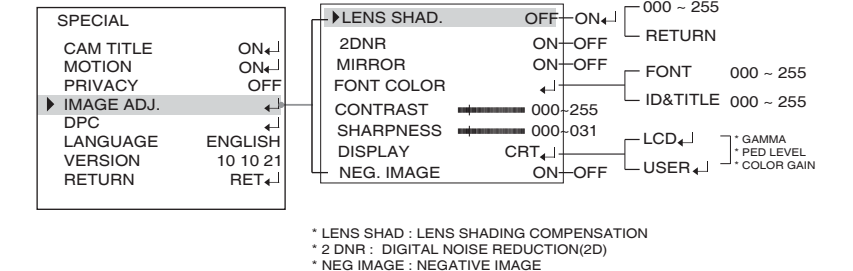 SPECIAL
CAM TITLE ON↵
MOTION ON↵
PRIVACY OFF
IMAGE ADJ. ↵
DPC ↵
LANGUAGE ENGLISH
VERSION 10 10 21
RETURN RET↵
LENS SHAD. OFF ON↵
2DNR ON OFF
MIRROR ON OFF
FONT COLOR ↵
CONTRAST 000~255
SHARPNESS 000~031
DISPLAY CRT↵
NEG. IMAGE ON OFF
000 ~ 255
RETURN
FONT 000 ~ 255
ID&TITLE 000 ~ 255
LCD↵
USER↵
* GAMMA
* PED LEVEL
* COLOR GAIN
* LENS SHAD : LENS SHADING COMPENSATION
* 2 DNR : DIGITAL NOISE REDUCTION(2D)
* NEG IMAGE : NEGATIVE IMAGE